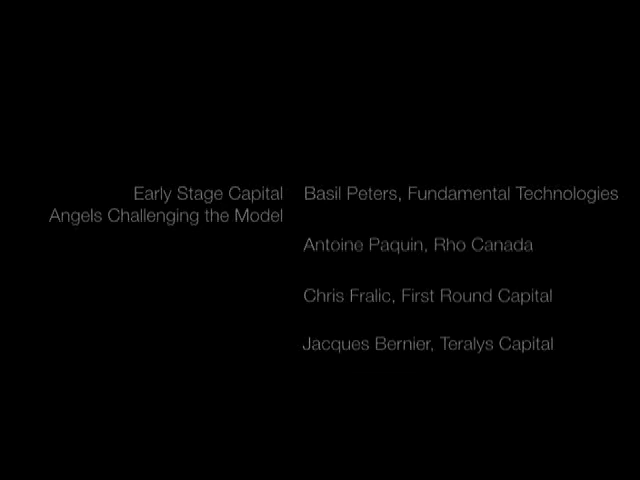 Early Stage Capital
Angels Challenging the Model
Basil Peters, Fundamental Technologies
Antoine Paquin, Rho Canada
Chris Fralic, First Round Capital
Jacques Bernier, Teralys Capital